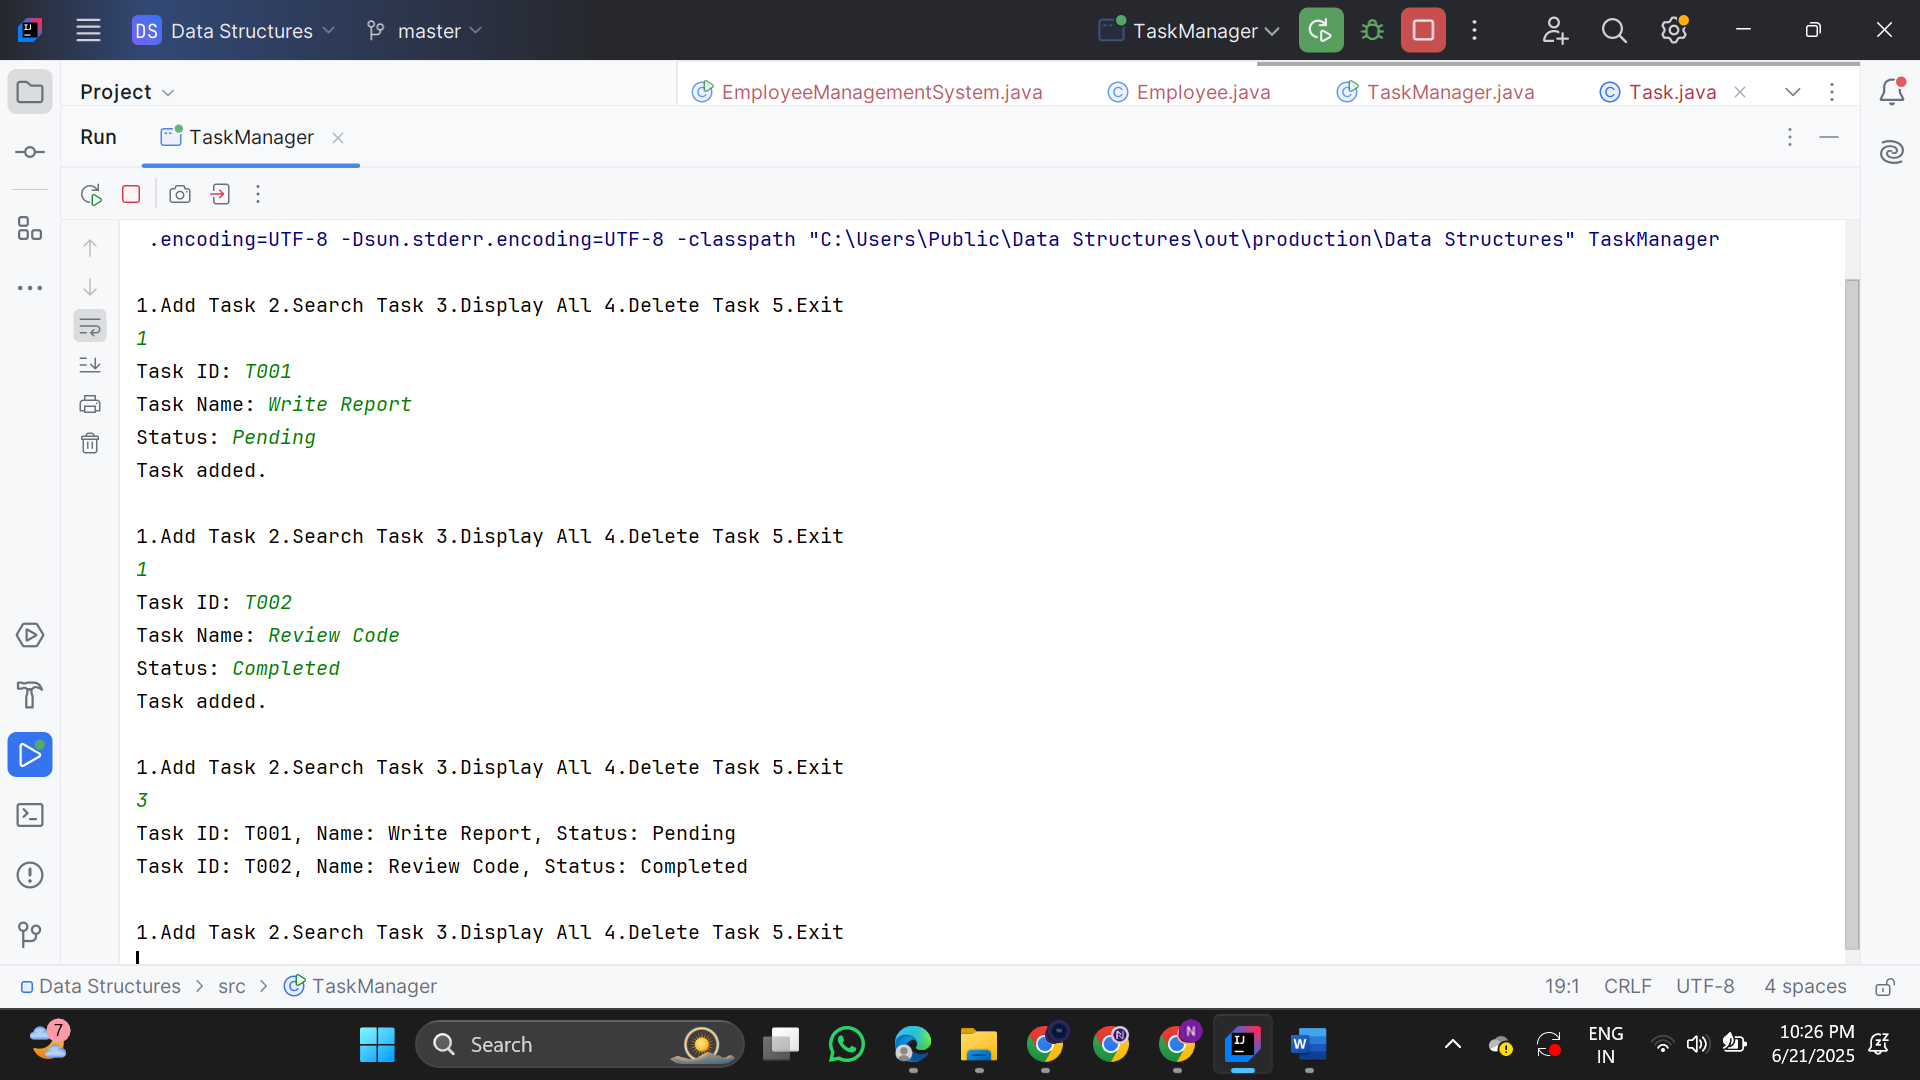 DS Data Structures master TaskManager
Project EmployeeManagementSystem.java Employee.java TaskManager.java Task.java
Run TaskManager
.encoding=UTF-8 -Dsun.stderr.encoding=UTF-8 -classpath "C:\Users\Public\Data Structures\out\production\Data Structures" TaskManager
1.Add Task 2.Search Task 3.Display All 4.Delete Task 5.Exit
1
Task ID: T001
Task Name: Write Report
Status: Pending
Task added.
1.Add Task 2.Search Task 3.Display All 4.Delete Task 5.Exit
1
Task ID: T002
Task Name: Review Code
Status: Completed
Task added.
1.Add Task 2.Search Task 3.Display All 4.Delete Task 5.Exit
3
Task ID: T001, Name: Write Report, Status: Pending
Task ID: T002, Name: Review Code, Status: Completed
1.Add Task 2.Search Task 3.Display All 4.Delete Task 5.Exit
Data Structures > src > TaskManager 19:1 CRLF UTF-8 4 spaces
7 Search ENG 10:26 PM
IN 6/21/2025